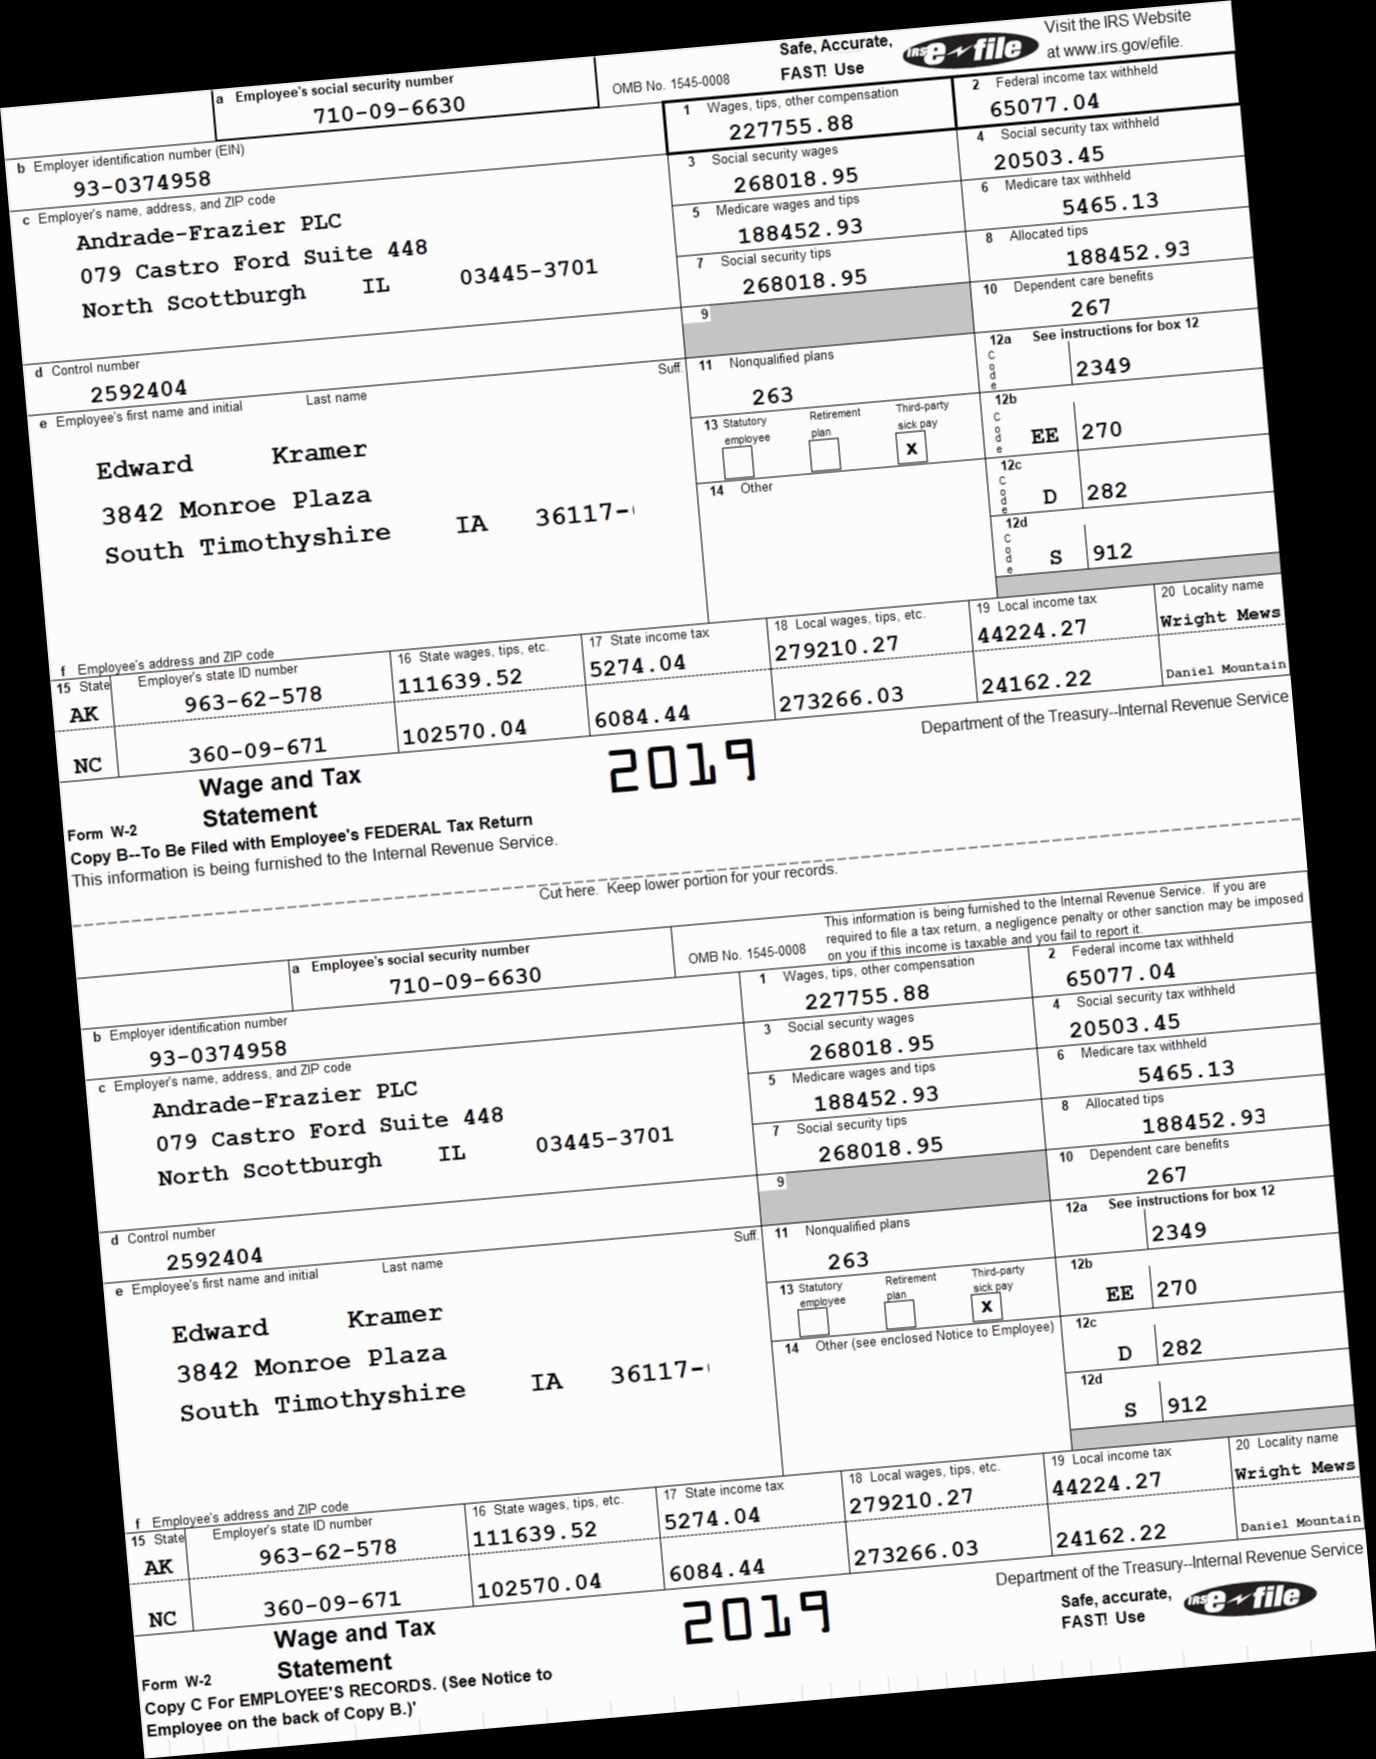 Safe, Accurate,
FAST! Use
IRS e-file
Visit the IRS Website
at www.irs.gov/efile.
a Employee's social security number
710-09-6630
OMB No. 1545-0008
1 Wages, tips, other compensation
227755.88
2 Federal income tax withheld
65077.04
b Employer identification number (EIN)
93-0374958
3 Social security wages
268018.95
4 Social security tax withheld
20503.45
c Employer's name, address, and ZIP code
Andrade-Frazier PLC
079 Castro Ford Suite 448
North Scottburgh IL 03445-3701
5 Medicare wages and tips
188452.93
6 Medicare tax withheld
5465.13
7 Social security tips
268018.95
8 Allocated tips
188452.93
9
10 Dependent care benefits
267
d Control number
2592404
11 Nonqualified plans
263
12a See instructions for box 12
Code
2349
e Employee's first name and initial Last name Suff.
Edward Kramer
3842 Monroe Plaza
South Timothyshire IA 36117-
13 Statutory employee Retirement plan Third-party sick pay
x
12b
Code
EE 270
14 Other
12c
Code
D 282
12d
Code
S 912
f Employee's address and ZIP code
15 State Employer's state ID number
16 State wages, tips, etc.
17 State income tax
18 Local wages, tips, etc.
19 Local income tax
20 Locality name
AK 963-62-578 111639.52 5274.04 279210.27 44224.27 Wright Mews
NC 360-09-671 102570.04 6084.44 273266.03 24162.22 Daniel Mountain
Form W-2
Wage and Tax
Statement
2019
Department of the Treasury--Internal Revenue Service
Copy B--To Be Filed with Employee's FEDERAL Tax Return
This information is being furnished to the Internal Revenue Service.
Cut here. Keep lower portion for your records.
a Employee's social security number
710-09-6630
OMB No. 1545-0008
This information is being furnished to the Internal Revenue Service. If you are
required to file a tax return, a negligence penalty or other sanction may be imposed
on you if this income is taxable and you fail to report it.
1 Wages, tips, other compensation
227755.88
2 Federal income tax withheld
65077.04
b Employer identification number
93-0374958
3 Social security wages
268018.95
4 Social security tax withheld
20503.45
c Employer's name, address, and ZIP code
Andrade-Frazier PLC
079 Castro Ford Suite 448
North Scottburgh IL 03445-3701
5 Medicare wages and tips
188452.93
6 Medicare tax withheld
5465.13
7 Social security tips
268018.95
8 Allocated tips
188452.93
9
10 Dependent care benefits
267
d Control number
2592404
11 Nonqualified plans
263
12a See instructions for box 12
2349
e Employee's first name and initial Last name Suff.
Edward Kramer
3842 Monroe Plaza
South Timothyshire IA 36117-
13 Statutory employee Retirement plan Third-party sick pay
x
12b
EE 270
14 Other (see enclosed Notice to Employee)
12c
D 282
12d
S 912
f Employee's address and ZIP code
15 State Employer's state ID number
16 State wages, tips, etc.
17 State income tax
18 Local wages, tips, etc.
19 Local income tax
20 Locality name
AK 963-62-578 111639.52 5274.04 279210.27 44224.27 Wright Mews
NC 360-09-671 102570.04 6084.44 273266.03 24162.22 Daniel Mountain
Form W-2
Wage and Tax
Statement
2019
Department of the Treasury--Internal Revenue Service
Safe, accurate,
FAST! Use
IRS e-file
Copy C For EMPLOYEE'S RECORDS. (See Notice to
Employee on the back of Copy B.)'